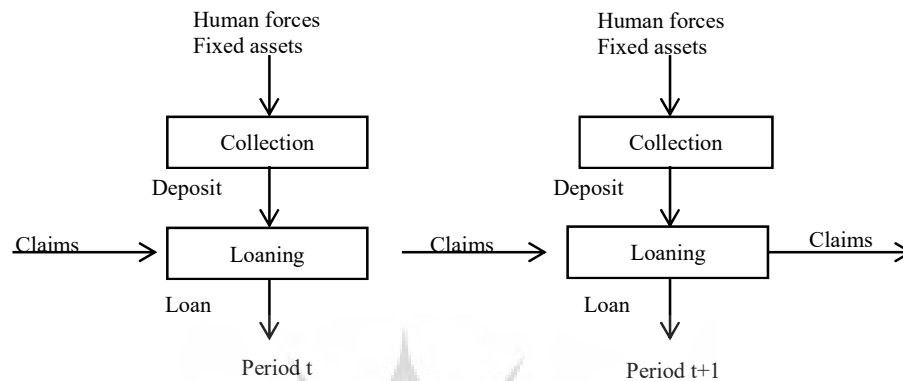 Human forces
Fixed assets
Human forces
Fixed assets
Collection
Collection
Deposit
Deposit
Claims
Loaning
Claims
Loaning
Claims
Loan
Loan
Period t
Period t+1